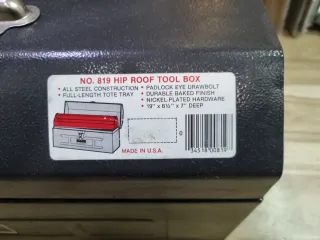 NO. 819 HIP ROOF TOOL BOX
• ALL STEEL CONSTRUCTION • PADLOCK EYE DRAWBOLT
• FULL-LENGTH TOTE TRAY • DURABLE BAKED FINISH
• NICKEL-PLATED HARDWARE
• 19" x 8½" x 7" DEEP
MADE IN U.S.A.
0